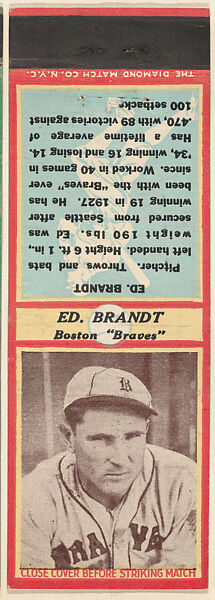 THE DIAMOND MATCH CO. N.Y.C.
ED. BRANDT
Pitcher. Throws and bats
left handed. Height 6 ft. 1 in.,
weight 190 lbs. Ed was
secured from Seattle after
winning 19 in 1927. He has
been with the "Braves" ever
since. Worked in 40 games in
'34, winning 16 and losing 14.
Has a lifetime average of
.470, with 89 victories against
100 setbacks.
ED. BRANDT
Boston "Braves"
B
BRAVE
CLOSE COVER BEFORE STRIKING MATCH